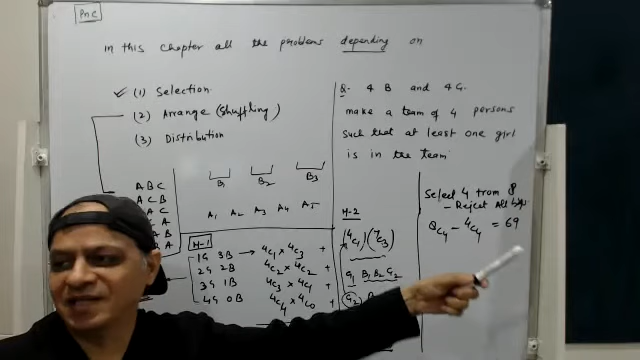 PnC
In this chapter all the problems depending on
(1) Selection
(2) Arrange (Shuffling)
(3) Distribution
A B C
A C B
B1 B2 B3
A1 A2 A3 A4 A5
M-1
1G 3B → 4C1 × 4C3 +
2G 2B 4C2 × 4C2 +
3G 1B 4C3 × 4C1 +
4G 0B 4C4 × 4C0
Q. 4 B and 4 G.
make a team of 4 persons
such that at least one girl
is in the team
M-2
(4C1) (7C3)
G1 B1 B2 G2
G2
Select 4 from 8
- Reject All
8C4 - 4C4 = 69